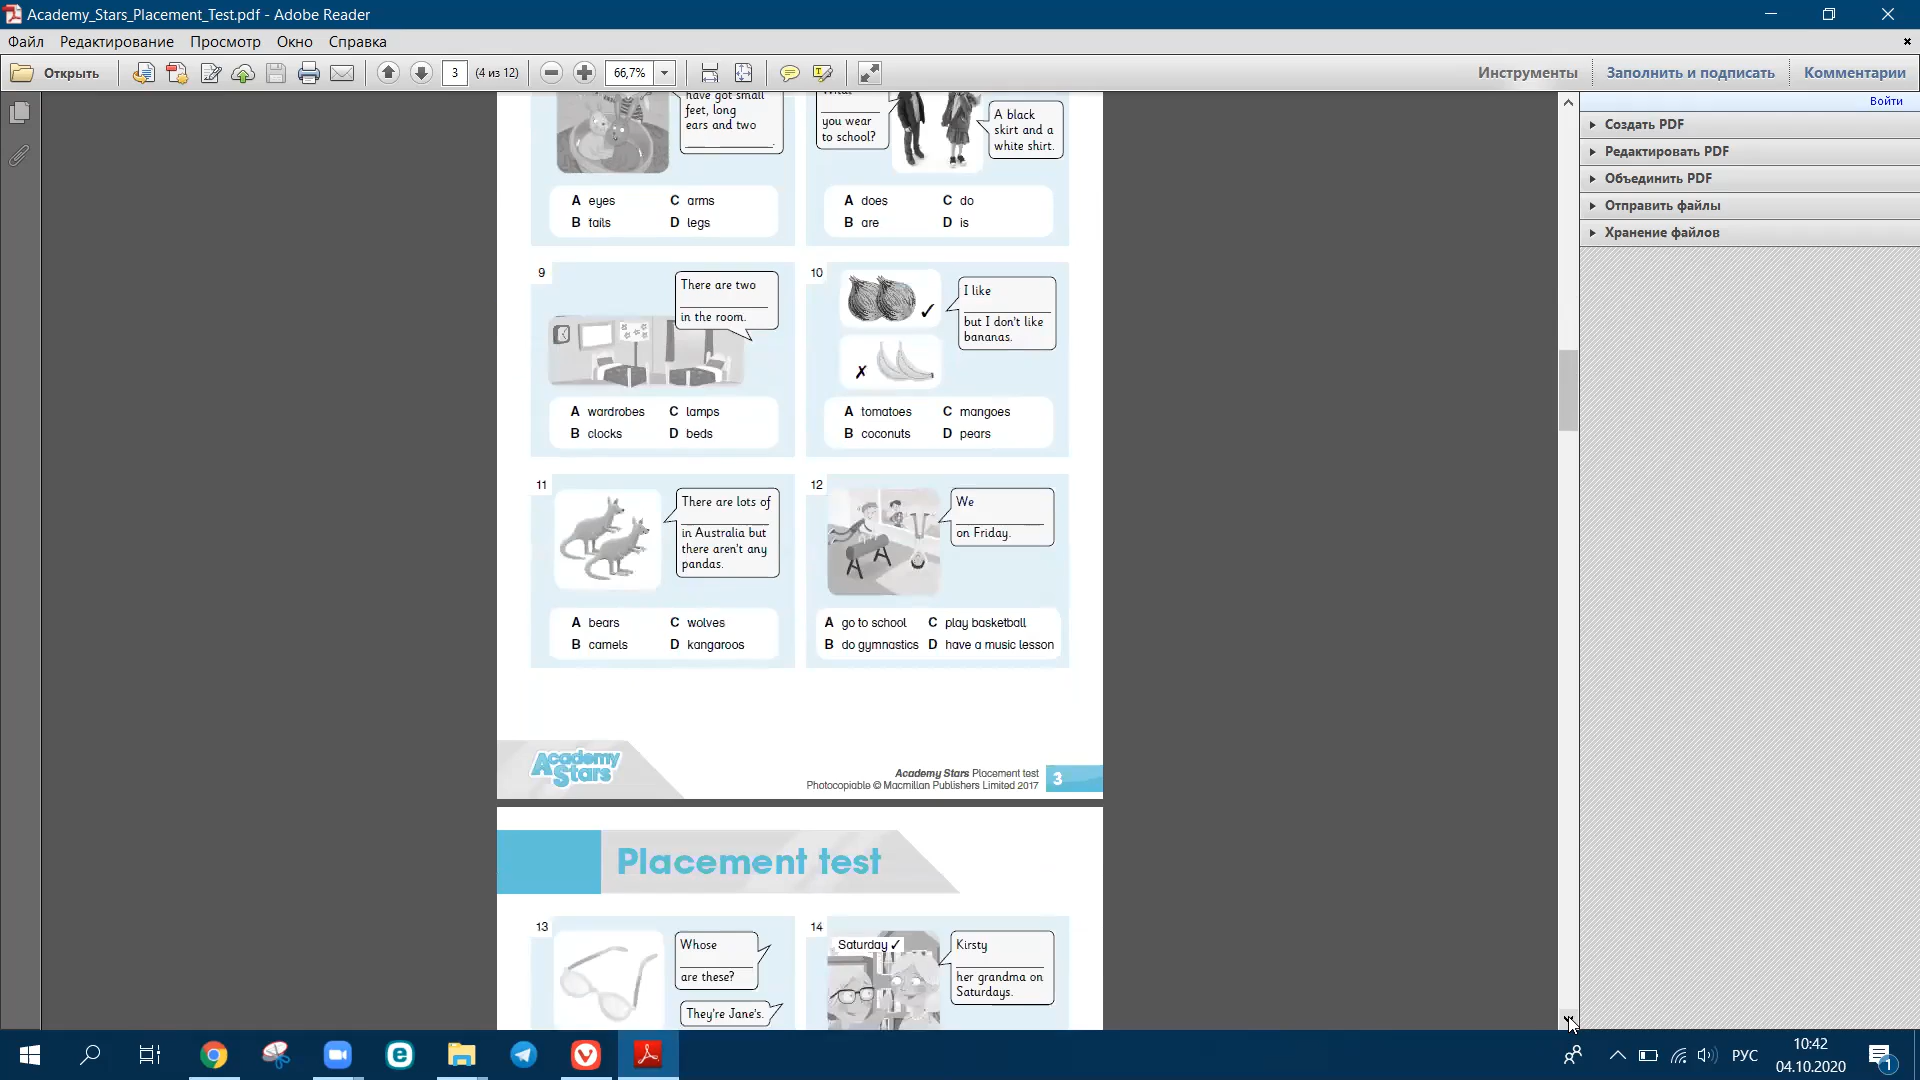 Academy_Stars_Placement_Test.pdf - Adobe Reader
Файл Редактирование Просмотр Окно Справка
Открыть 3 (4 из 12) 66,7% Инструменты Заполнить и подписать Комментарии
Войти
Создать PDF
Редактировать PDF
Объединить PDF
Отправить файлы
Хранение файлов
have got small
feet, long
ears and two
A eyes C arms
B tails D legs
you wear
to school?
A black
skirt and a
white shirt.
A does C do
B are D is
9
There are two
in the room.
A wardrobes C lamps
B clocks D beds
10
I like
but I don't like
bananas.
A tomatoes C mangoes
B coconuts D pears
11
There are lots of
in Australia but
there aren't any
pandas.
A bears C wolves
B camels D kangaroos
12
We
on Friday.
A go to school C play basketball
B do gymnastics D have a music lesson
Academy
Stars
Academy Stars Placement test
Photocopiable © Macmillan Publishers Limited 2017
3
Placement test
13
Whose
are these?
They're Jane's.
14
Saturday ✓
Kirsty
her grandma on
Saturdays.
РУС
10:42
04.10.2020
1